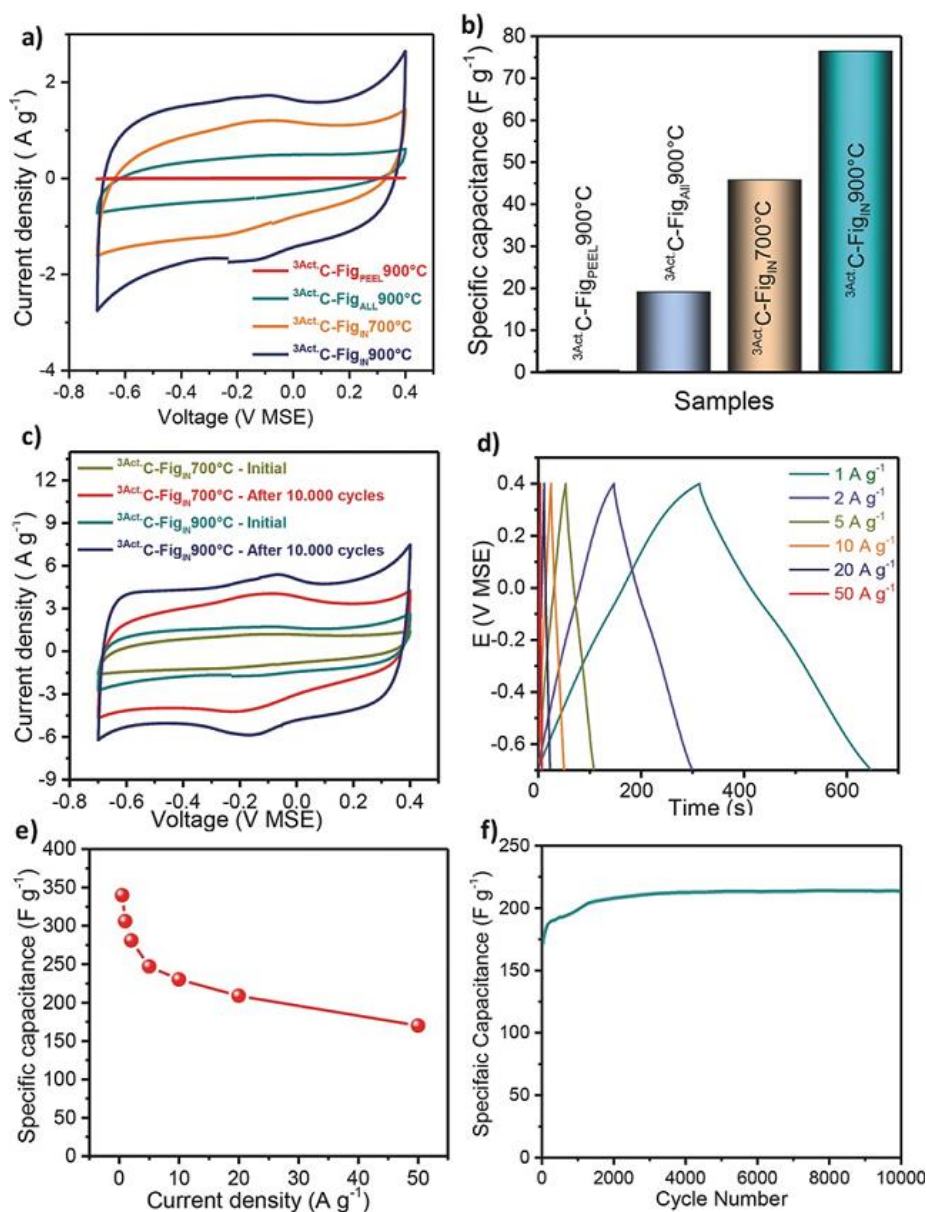 a)
Current density ( A g⁻¹)
2
0
-2
-4
-0.8 -0.6 -0.4 -0.2 0.0 0.2 0.4
Voltage (V MSE)
3Act.C-FigPEEL900°C
3Act.C-FigALL900°C
3Act.C-FigIN700°C
3Act.C-FigIN900°C
b)
Specific capacitance (F g⁻¹)
80
70
60
50
40
30
20
10
0
3Act.C-FigPEEL90°C
3Act.C-FigAll900°C
3Act.C-FigIN700°C
3Act.C-FigIN900°C
Samples
c)
Current density ( A g⁻¹)
12
9
6
3
0
-3
-6
-9
-0.8 -0.6 -0.4 -0.2 0.0 0.2 0.4
Voltage (V MSE)
3Act.C-FigIN700°C - Initial
3Act.C-FigIN700°C - After 10.000 cycles
3Act.C-FigIN900°C - Initial
3Act.C-FigIN900°C - After 10.000 cycles
d)
E (V MSE)
0.4
0.0
-0.2
-0.4
-0.6
0 200 400 600
Time (s)
1 A g⁻¹
2 A g⁻¹
5 A g⁻¹
10 A g⁻¹
20 A g⁻¹
50 A g⁻¹
e)
Specific capacitance (F g⁻¹)
400
350
300
250
200
150
100
50
0
0 10 20 30 40 50
Current density (A g⁻¹)
f)
Specifaic Capacitance (F g⁻¹)
250
200
150
100
50
0
0 2000 4000 6000 8000 10000
Cycle Number